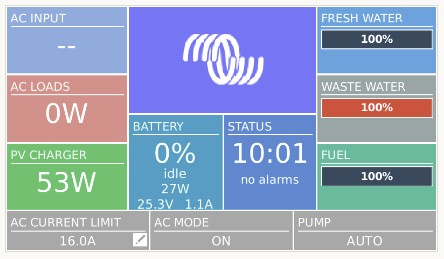 AC INPUT
--
AC LOADS
0W
PV CHARGER
53W
BATTERY
0%
idle
27W
25.3V 1.1A
STATUS
10:01
no alarms
FRESH WATER
100%
WASTE WATER
100%
FUEL
100%
AC CURRENT LIMIT
16.0A
AC MODE
ON
PUMP
AUTO